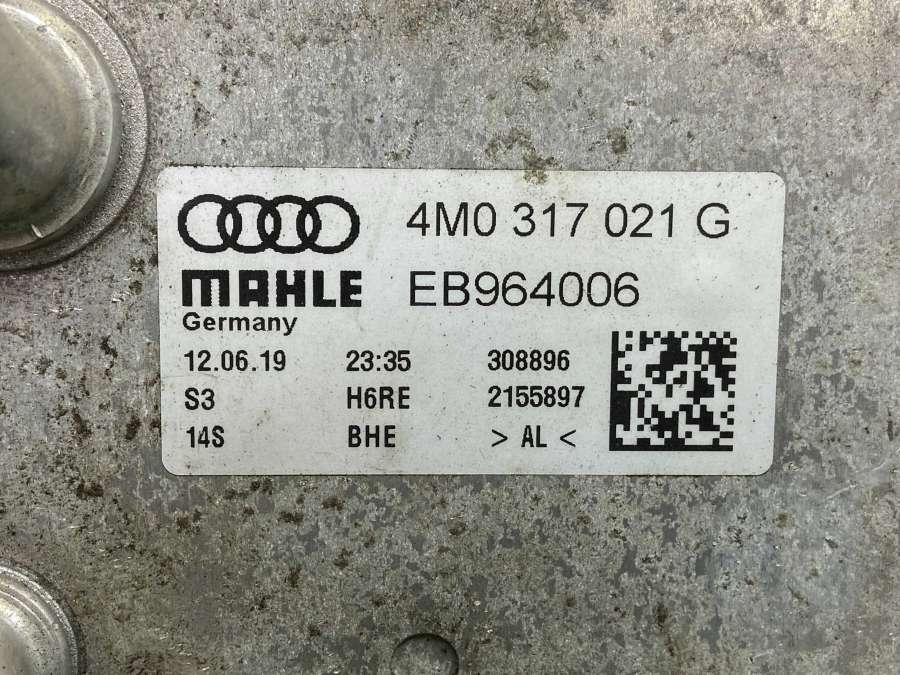 4M0 317 021 G
MAHLE EB964006
Germany
12.06.19 23:35 308896
S3 H6RE 2155897
14S BHE > AL <